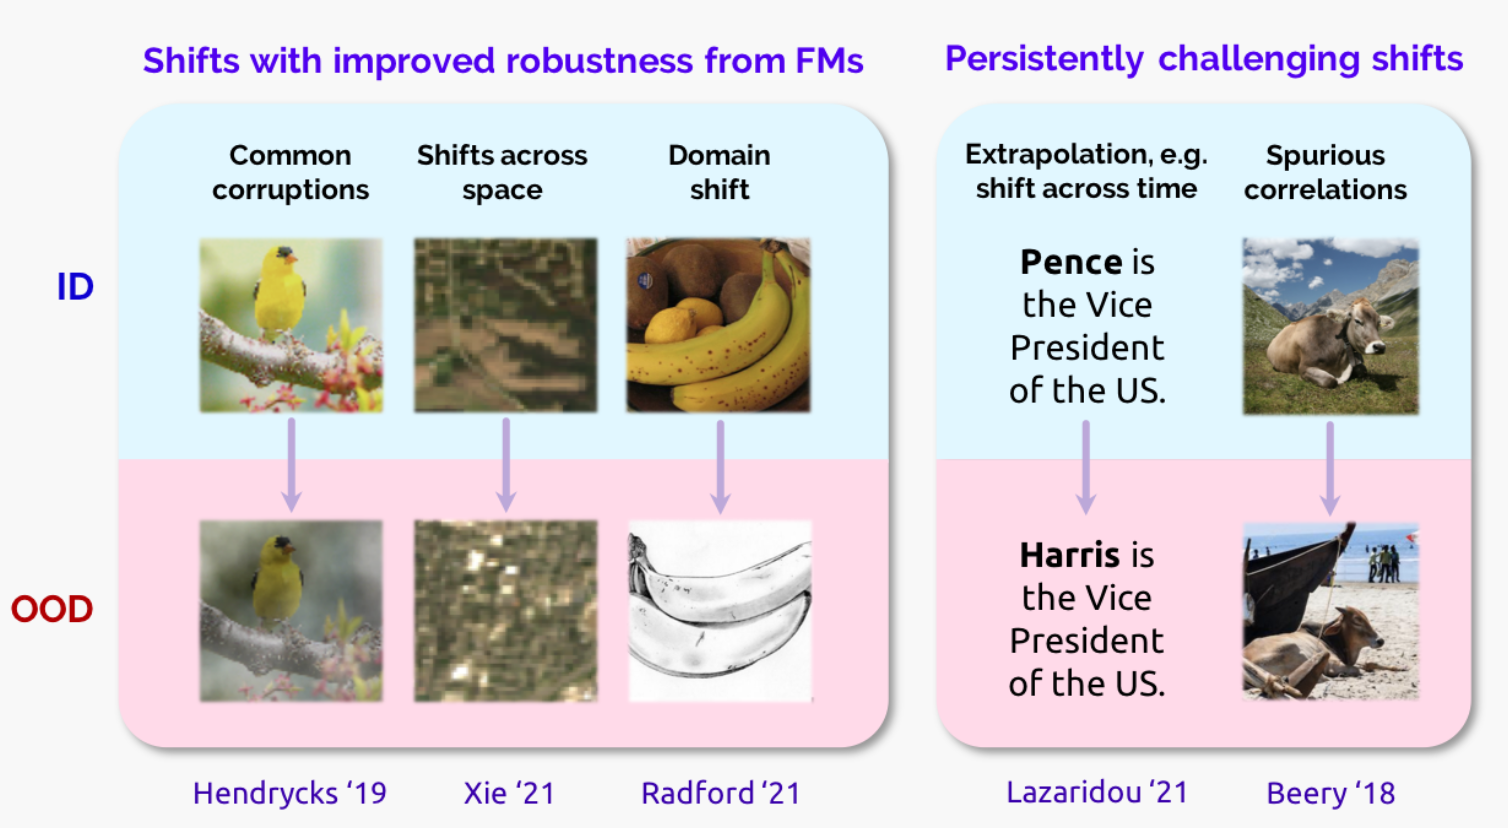 Shifts with improved robustness from FMs
Common
corruptions
Shifts across
space
Domain
shift
ID
OOD
Hendrycks ‘19
Xie ‘21
Radford ‘21
Persistently challenging shifts
Extrapolation, e.g.
shift across time
Spurious
correlations
Pence is
the Vice
President
of the US.
Harris is
the Vice
President
of the US.
Lazaridou ‘21
Beery ‘18